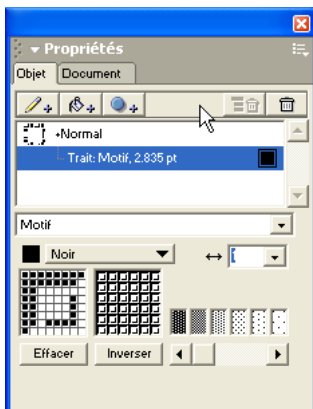 Propriétés
Objet Document
+Normal
Trait: Motif, 2.835 pt
Motif
Noir
Effacer Inverser